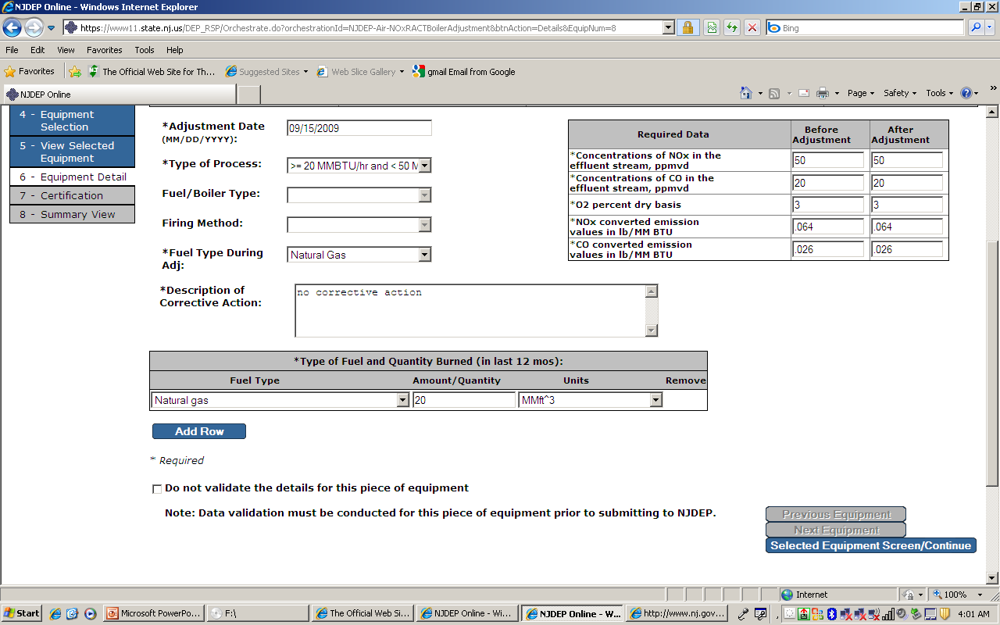 NJDEP Online - Windows Internet Explorer
https://www11.state.nj.us/DEP_RSP/Orchestrate.do?orchestrationId=NJDEP-Air-NOxRACTBoilerAdjustment&btnAction=Details&EquipNum=8
Bing
File Edit View Favorites Tools Help
Favorites The Official Web Site for Th... Suggested Sites Web Slice Gallery gmail Email from Google
NJDEP Online Page Safety Tools »
4 - Equipment
Selection
5 - View Selected
Equipment
6 - Equipment Detail
7 - Certification
8 - Summary View
*Adjustment Date
(MM/DD/YYYY): 09/15/2009
*Type of Process: >= 20 MMBTU/hr and < 50 M
Fuel/Boiler Type:
Firing Method:
*Fuel Type During
Adj: Natural Gas
Required Data Before Adjustment After Adjustment
*Concentrations of NOx in the
effluent stream, ppmvd 50 50
*Concentrations of CO in the
effluent stream, ppmvd 20 20
*O2 percent dry basis 3 3
*NOx converted emission
values in lb/MM BTU .064 .064
*CO converted emission
values in lb/MM BTU .026 .026
*Description of
Corrective Action: no corrective action
*Type of Fuel and Quantity Burned (in last 12 mos):
Fuel Type Amount/Quantity Units Remove
Natural gas 20 MMft^3
Add Row
* Required
Do not validate the details for this piece of equipment
Note: Data validation must be conducted for this piece of equipment prior to submitting to NJDEP.
Previous Equipment
Next Equipment
Selected Equipment Screen/Continue
Internet 100%
Start Microsoft PowerPo... F:\ The Official Web Si... NJDEP Online - Wi... NJDEP Online - W... http://www.nj.gov... 4:01 AM